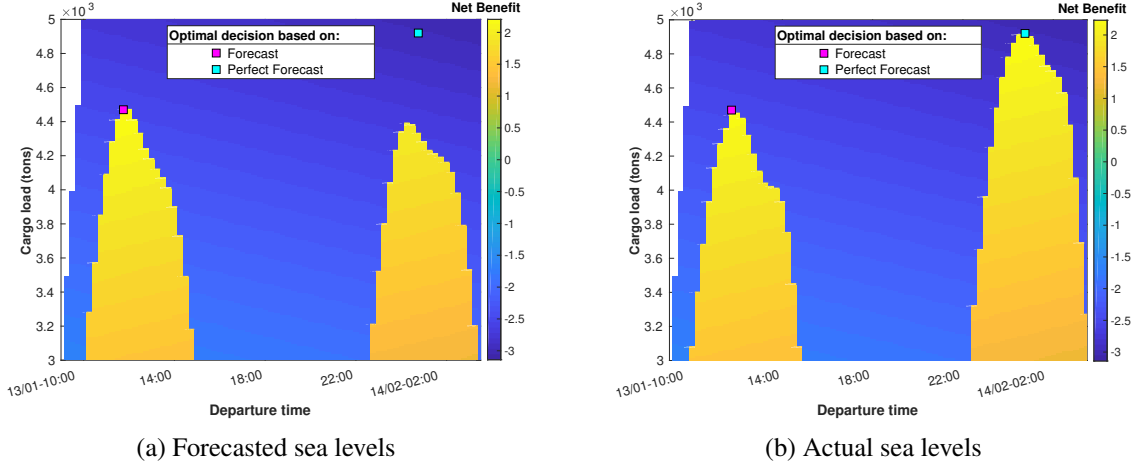 Net Benefit
5 × 10³
Optimal decision based on:
Forecast
Perfect Forecast
4.8
4.6
4.4
4.2
4
3.8
3.6
3.4
3.2
3
Cargo load (tons)
2
1.5
1
0.5
0
-0.5
-1
-1.5
-2
-2.5
-3
13/01-10:00 14:00 18:00 22:00 14/02-02:00
Departure time
(a) Forecasted sea levels
Net Benefit
5 × 10³
Optimal decision based on:
Forecast
Perfect Forecast
4.8
4.6
4.4
4.2
4
3.8
3.6
3.4
3.2
3
Cargo load (tons)
2
1.5
1
0.5
0
-0.5
-1
-1.5
-2
-2.5
-3
13/01-10:00 14:00 18:00 22:00 14/02-02:00
Departure time
(b) Actual sea levels